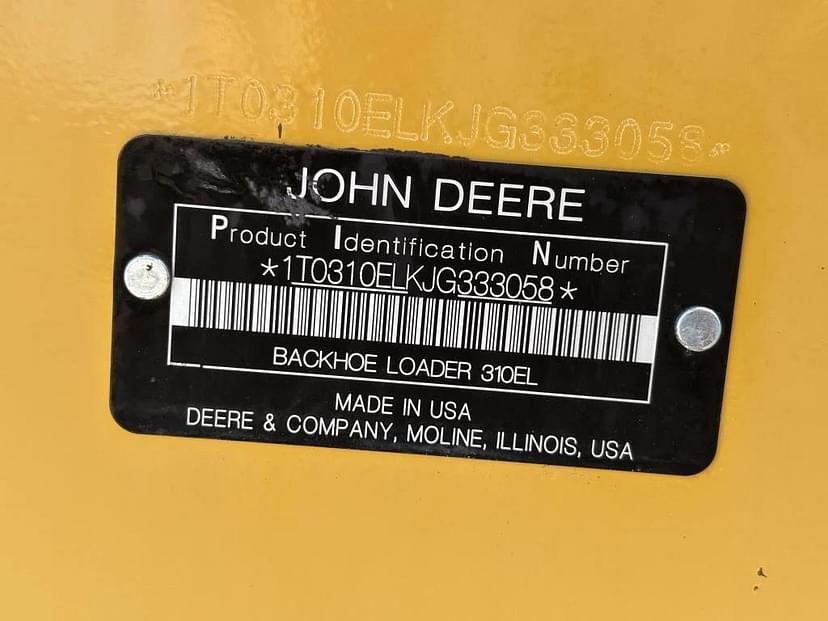 *1T0310ELKJG333058*
JOHN DEERE
Product Identification Number
*1T0310ELKJG333058*
BACKHOE LOADER 310EL
MADE IN USA
DEERE & COMPANY, MOLINE, ILLINOIS, USA